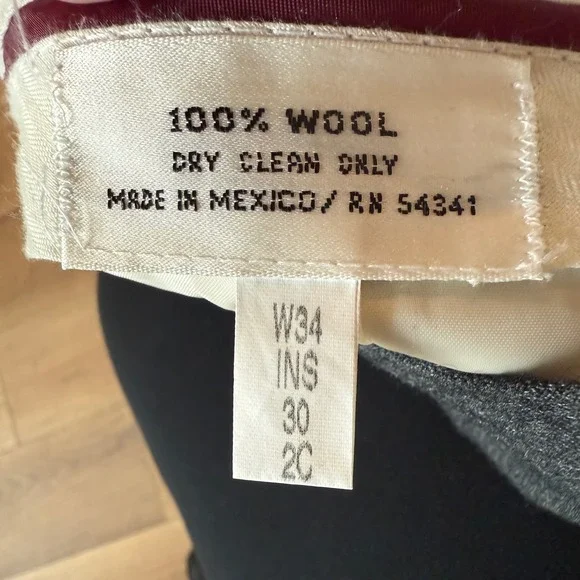 100% WOOL
DRY CLEAN ONLY
MADE IN MEXICO/ RN 54341
W34
INS
30
2C